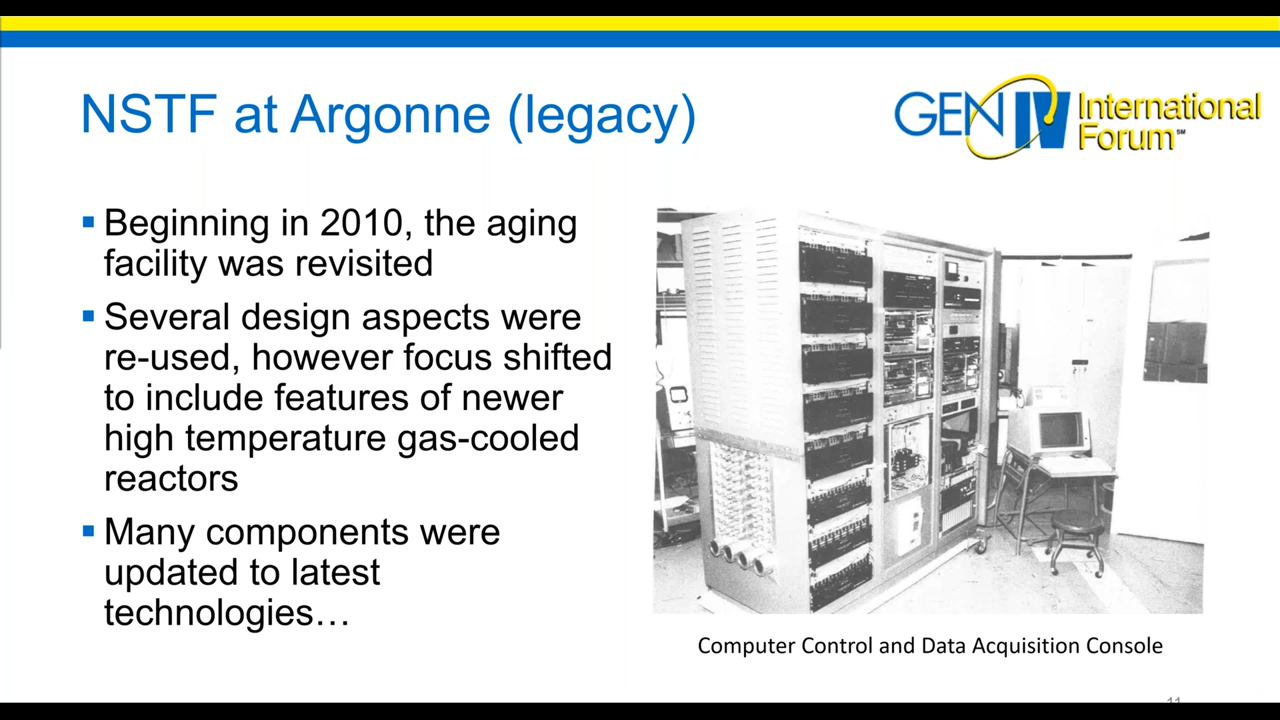 NSTF at Argonne (legacy)
GEN IV International
Forum℠
▪ Beginning in 2010, the aging
facility was revisited
▪ Several design aspects were
re-used, however focus shifted
to include features of newer
high temperature gas-cooled
reactors
▪ Many components were
updated to latest
technologies…
Computer Control and Data Acquisition Console
11